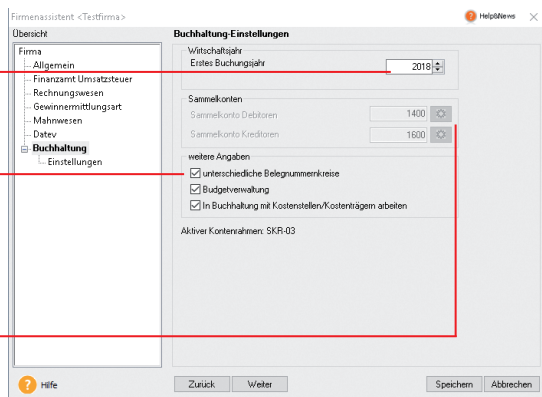 Firmenassistent <Testfirma>
Help&News
Übersicht
Firma
Allgemein
Finanzamt Umsatzsteuer
Rechnungswesen
Gewinnermittlungsart
Mahnwesen
Datev
Buchhaltung
Einstellungen
Buchhaltung-Einstellungen
Wirtschaftsjahr
Erstes Buchungsjahr 2018
Sammelkonten
Sammelkonto Debitoren 1400
Sammelkonto Kreditoren 1600
weitere Angaben
unterschiedliche Belegnummernkreise
Budgetverwaltung
In Buchhaltung mit Kostenstellen/Kostenträgern arbeiten
Aktiver Kontenrahmen: SKR-03
? Hilfe
Zurück Weiter Speichern Abbrechen